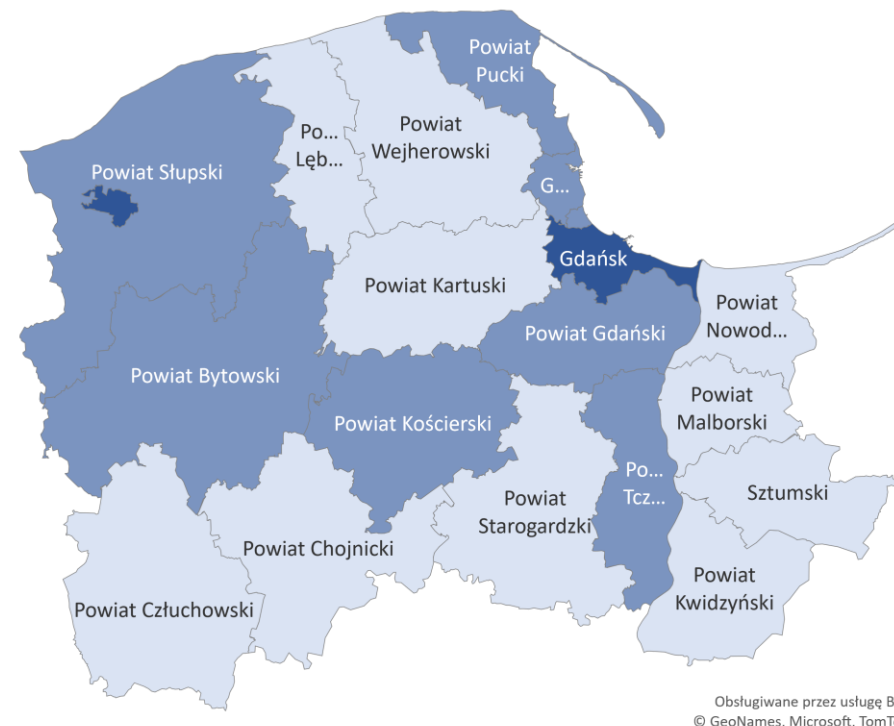 Powiat
Pucki
Po...
Lęb...
Powiat
Wejherowski
Powiat Słupski
G...
Gdańsk
Powiat Kartuski
Powiat
Nowod...
Powiat Gdański
Powiat Bytowski
Powiat
Malborski
Powiat Kościerski
Po...
Tcz...
Sztumski
Powiat
Starogardzki
Powiat Chojnicki
Powiat
Kwidzyński
Powiat Człuchowski
Obsługiwane przez usługę B
© GeoNames, Microsoft, TomT